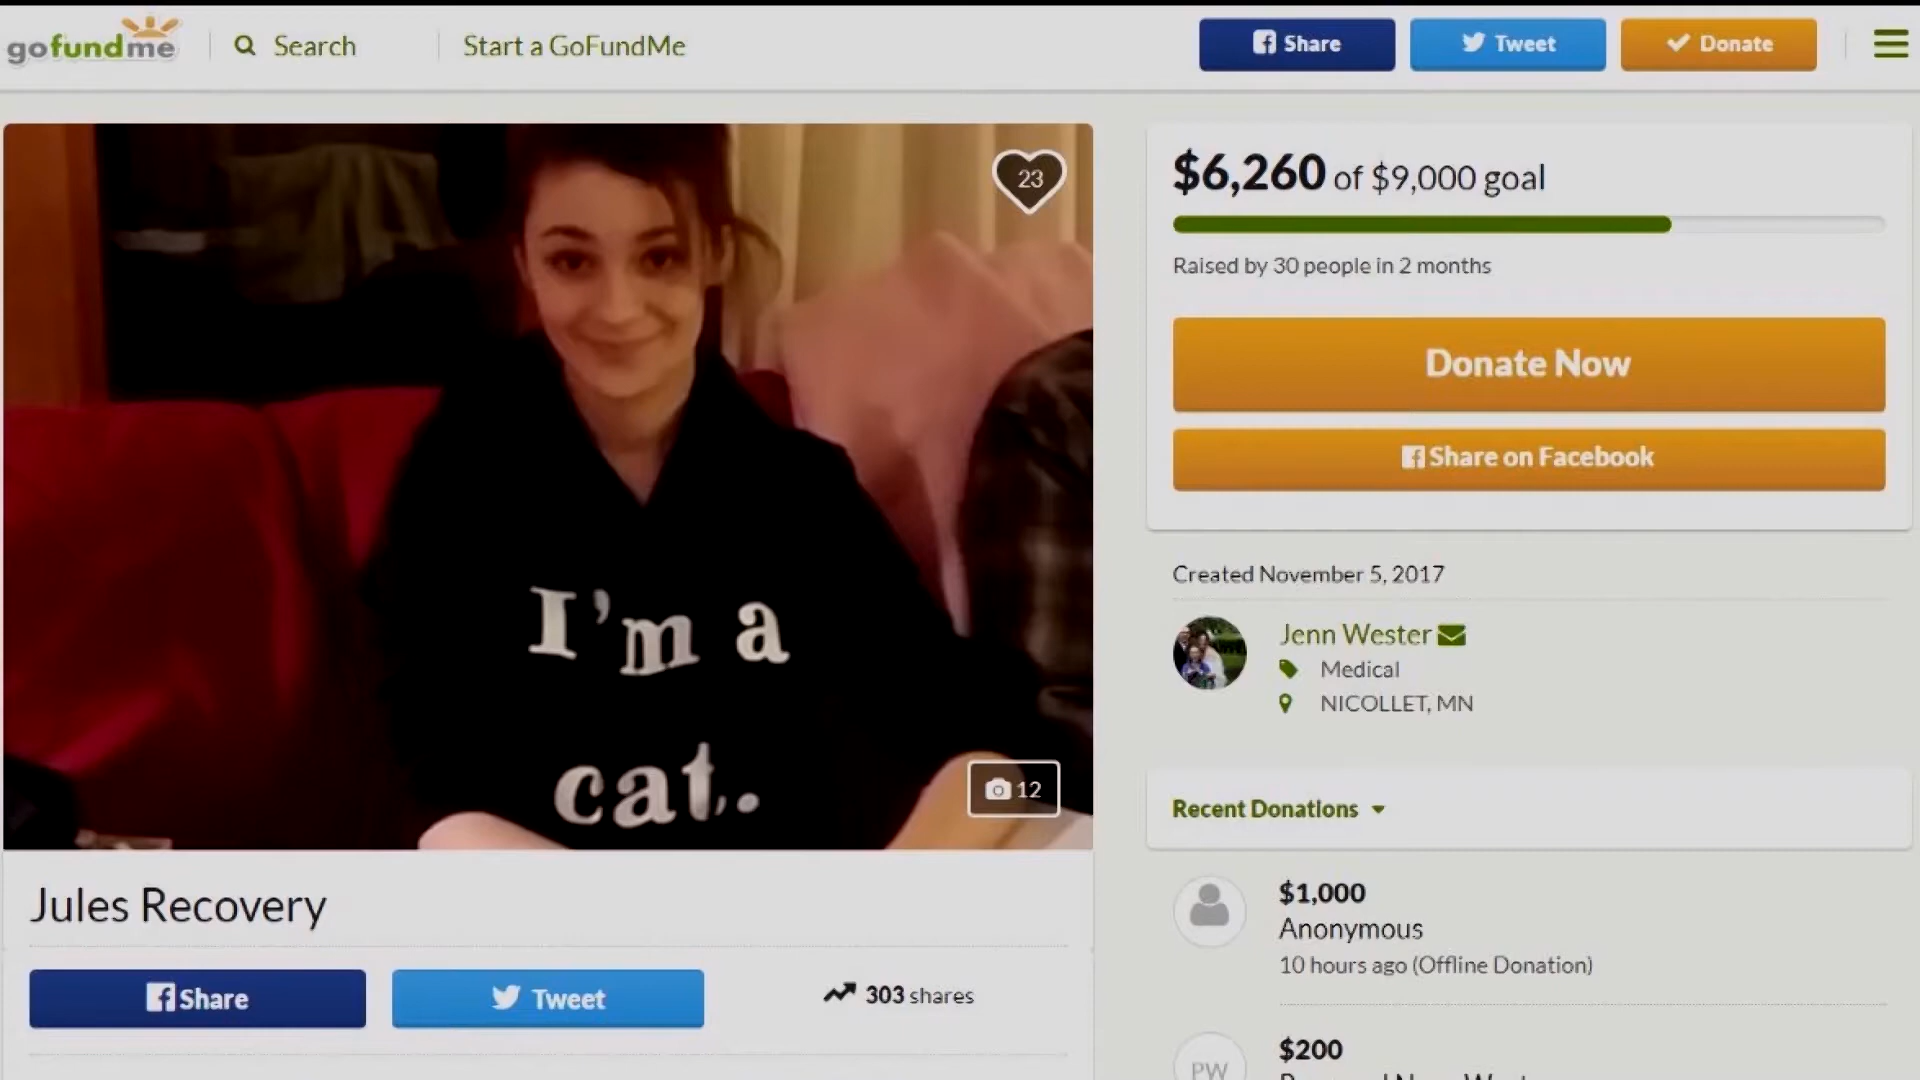 gofundme
Search
Start a GoFundMe
Share
Tweet
Donate
23
I'm a
cat.
12
Jules Recovery
Share
Tweet
303 shares
$6,260 of $9,000 goal
Raised by 30 people in 2 months
Donate Now
Share on Facebook
Created November 5, 2017
Jenn Wester
Medical
NICOLLET, MN
Recent Donations
$1,000
Anonymous
10 hours ago (Offline Donation)
PW
$200